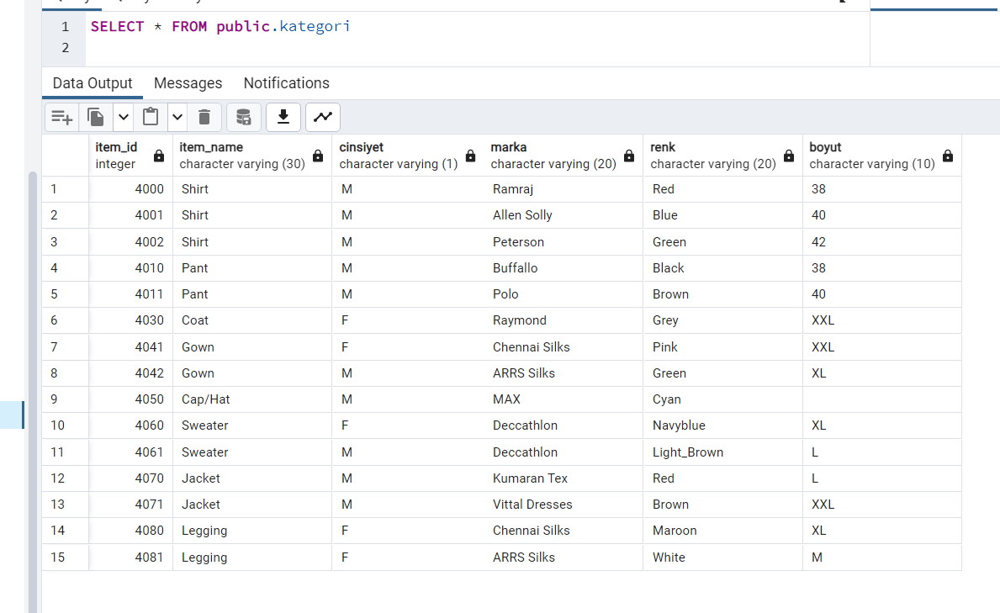 1 SELECT * FROM public.kategori
2
Data Output Messages Notifications
item_id item_name cinsiyet marka renk boyut
integer character varying (30) character varying (1) character varying (20) character varying (20) character varying (10)
1 4000 Shirt M Ramraj Red 38
2 4001 Shirt M Allen Solly Blue 40
3 4002 Shirt M Peterson Green 42
4 4010 Pant M Buffallo Black 38
5 4011 Pant M Polo Brown 40
6 4030 Coat F Raymond Grey XXL
7 4041 Gown F Chennai Silks Pink XXL
8 4042 Gown M ARRS Silks Green XL
9 4050 Cap/Hat M MAX Cyan
10 4060 Sweater F Deccathlon Navyblue XL
11 4061 Sweater M Deccathlon Light_Brown L
12 4070 Jacket M Kumaran Tex Red L
13 4071 Jacket M Vittal Dresses Brown XXL
14 4080 Legging F Chennai Silks Maroon XL
15 4081 Legging F ARRS Silks White M